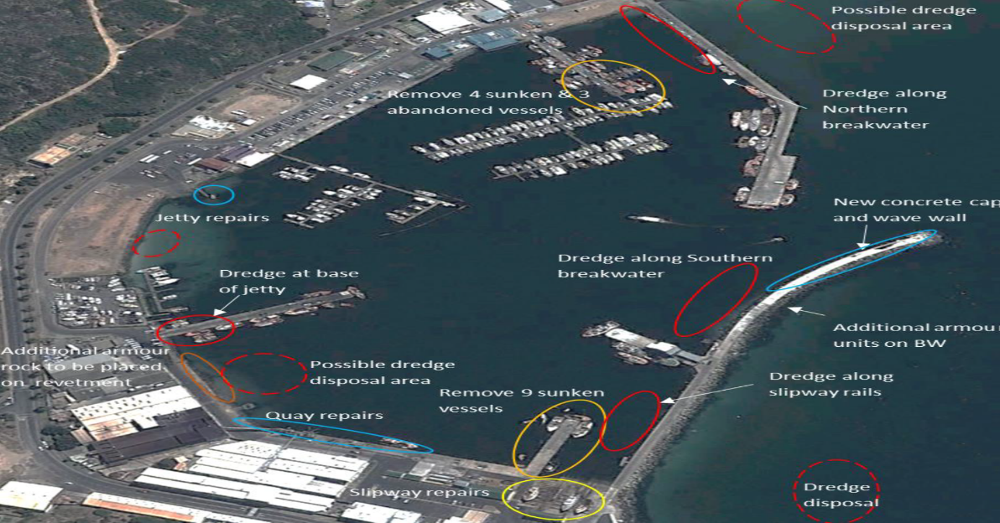 Possible dredge
disposal area
Remove 4 sunken & 3
abandoned vessels
Dredge along
Northern
breakwater
New concrete cap
and wave wall
Jetty repairs
Dredge along Southern
breakwater
Dredge at base
of jetty
Additional armour
units on BW
Additional armour
rock to be placed
on revetment
Possible dredge
disposal area
Dredge along
slipway rails
Remove 9 sunken
vessels
Quay repairs
Slipway repairs
Dredge
disposal